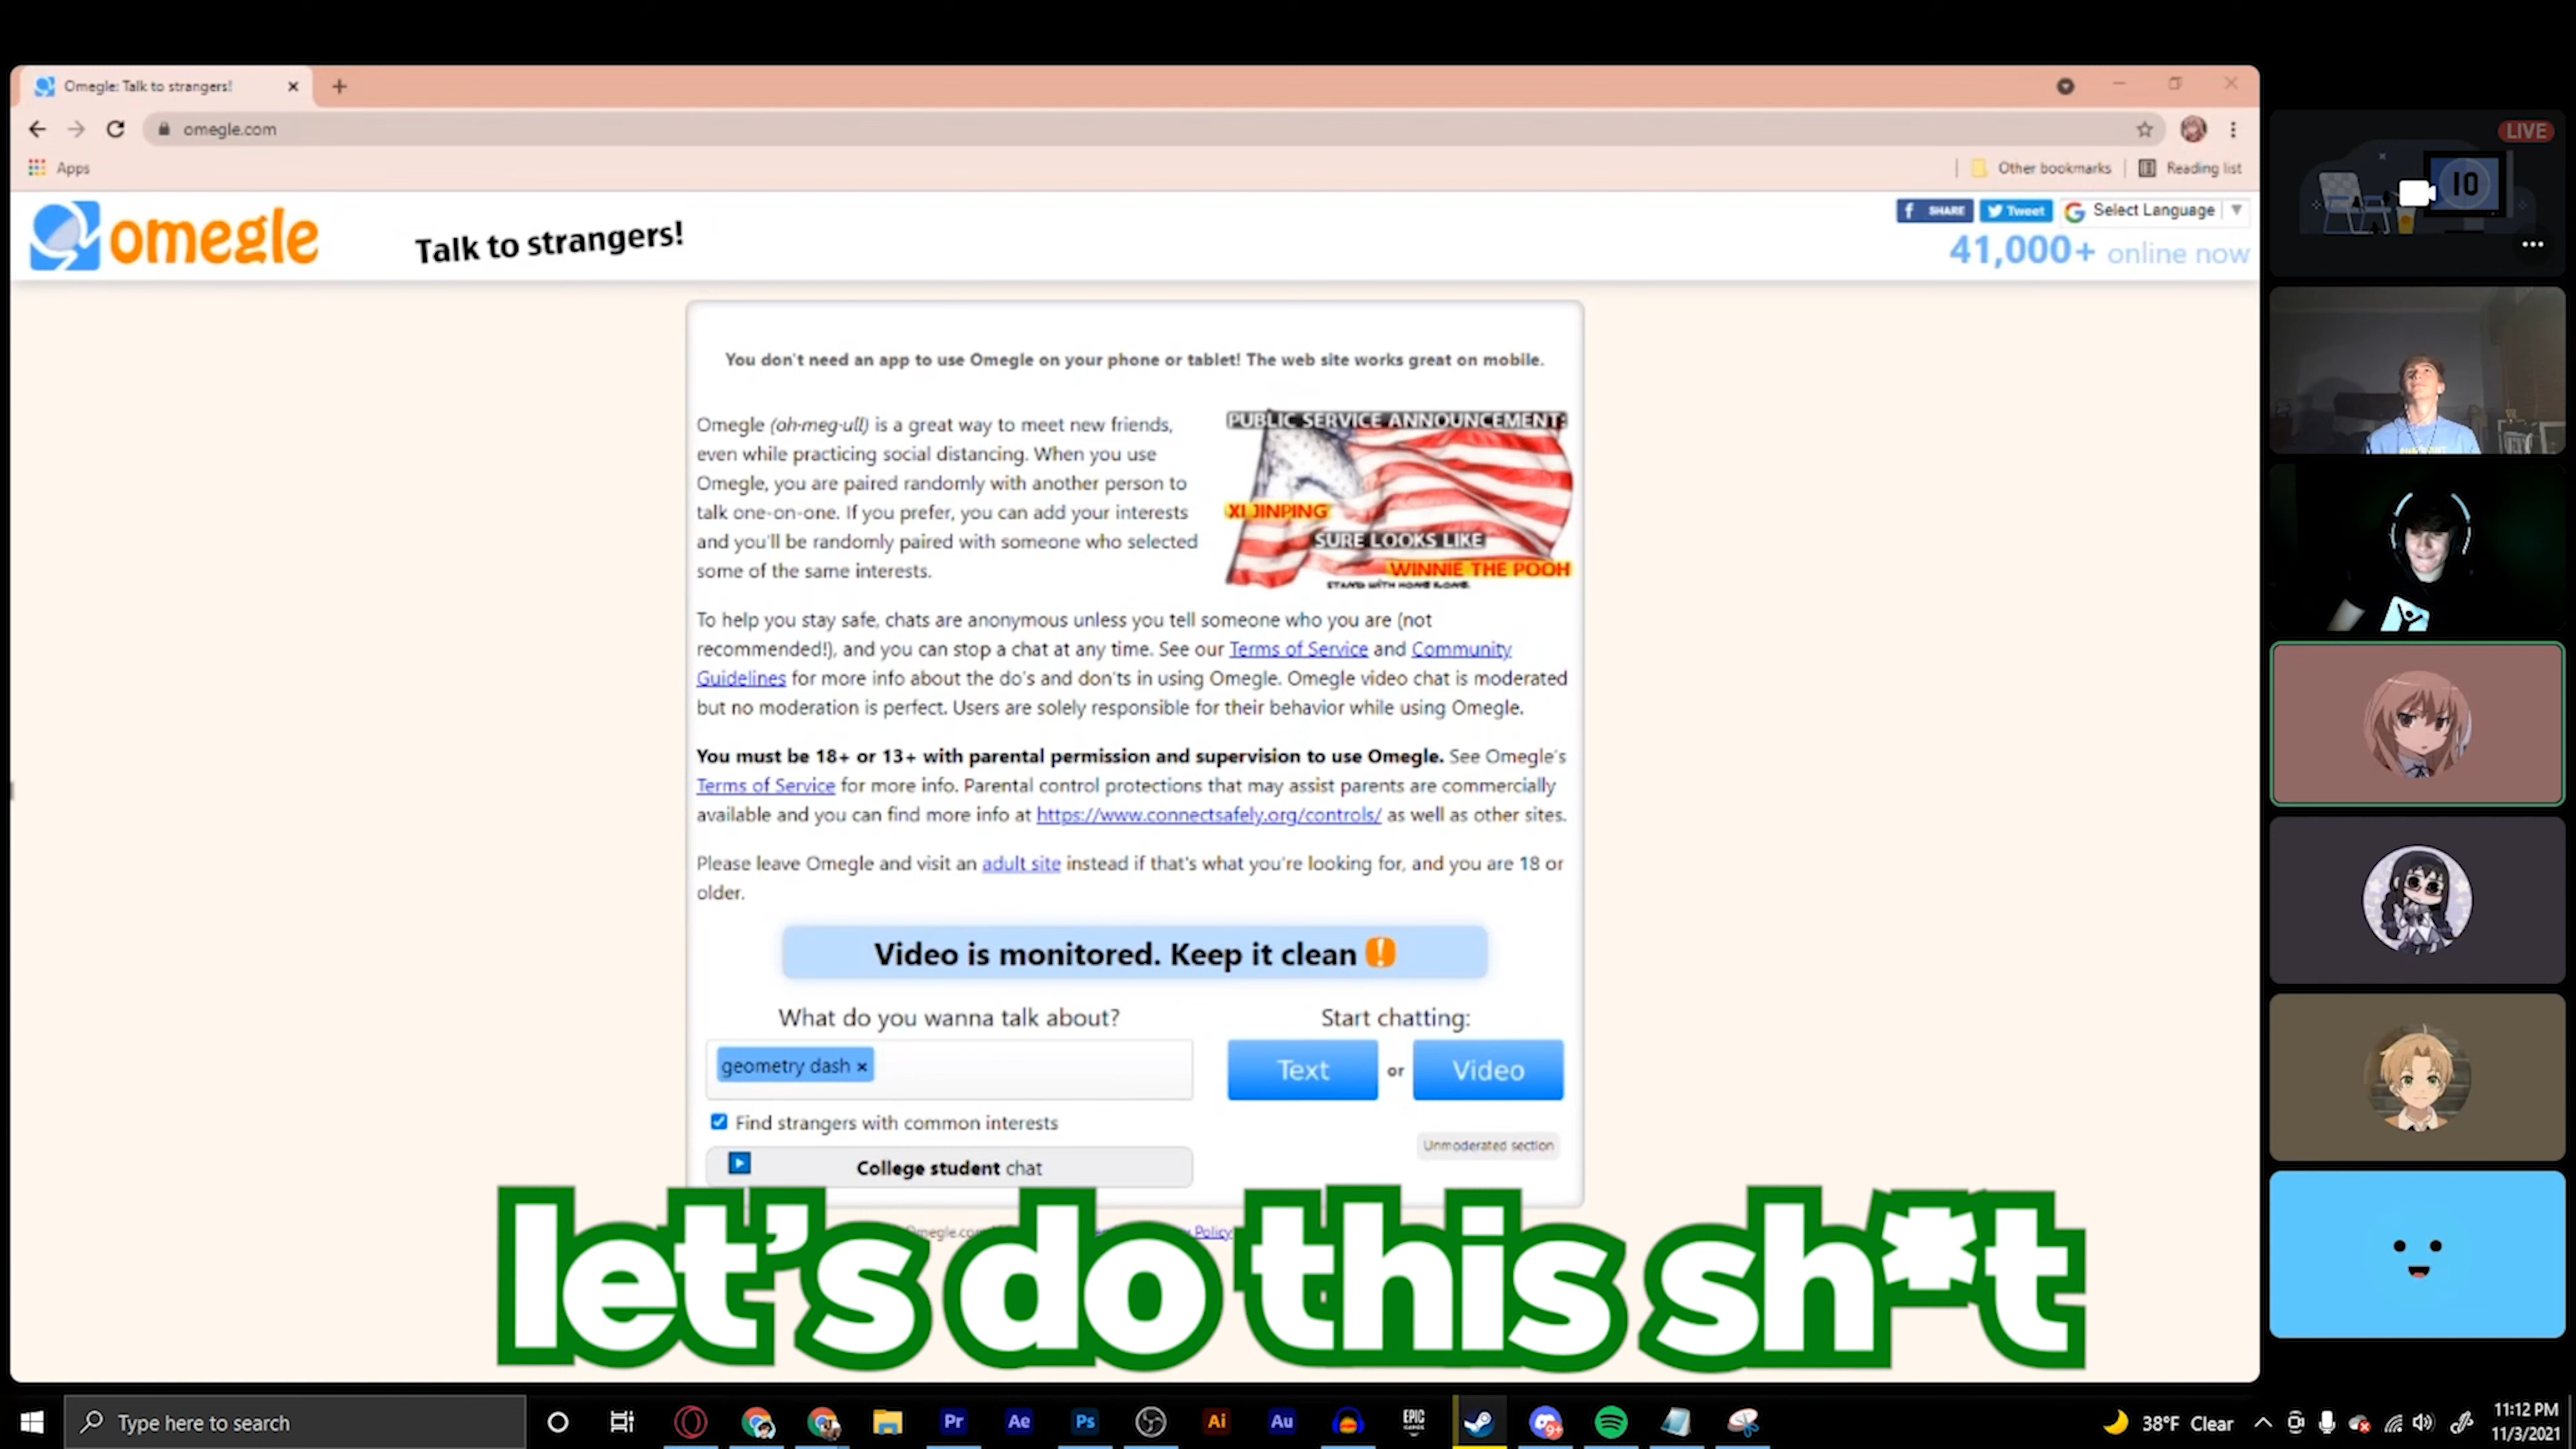 Omegle: Talk to strangers!
omegle.com
Apps
Other bookmarks
Reading list
omegle
Talk to strangers!
SHARE
Tweet
Select Language
41,000+ online now
You don't need an app to use Omegle on your phone or tablet! The web site works great on mobile.
Omegle (oh-meg-ull) is a great way to meet new friends,
even while practicing social distancing. When you use
Omegle, you are paired randomly with another person to
talk one-on-one. If you prefer, you can add your interests
and you'll be randomly paired with someone who selected
some of the same interests.
PUBLIC SERVICE ANNOUNCEMENT:
XI JINPING
SURE LOOKS LIKE
WINNIE THE POOH
STAND WITH HONG KONG.
To help you stay safe, chats are anonymous unless you tell someone who you are (not
recommended!), and you can stop a chat at any time. See our Terms of Service and Community
Guidelines for more info about the do's and don'ts in using Omegle. Omegle video chat is moderated
but no moderation is perfect. Users are solely responsible for their behavior while using Omegle.
You must be 18+ or 13+ with parental permission and supervision to use Omegle. See Omegle's
Terms of Service for more info. Parental control protections that may assist parents are commercially
available and you can find more info at https://www.connectsafely.org/controls/ as well as other sites.
Please leave Omegle and visit an adult site instead if that's what you're looking for, and you are 18 or
older.
Video is monitored. Keep it clean
What do you wanna talk about?
Start chatting:
geometry dash ×
Text or Video
Find strangers with common interests
Unmoderated section
College student chat
Policy
let's do this sh*t
LIVE
10
Type here to search
Pr
Ae
Ps
Ai
Au
EPIC
GAMES
9+
38°F Clear
11:12 PM
11/3/2021